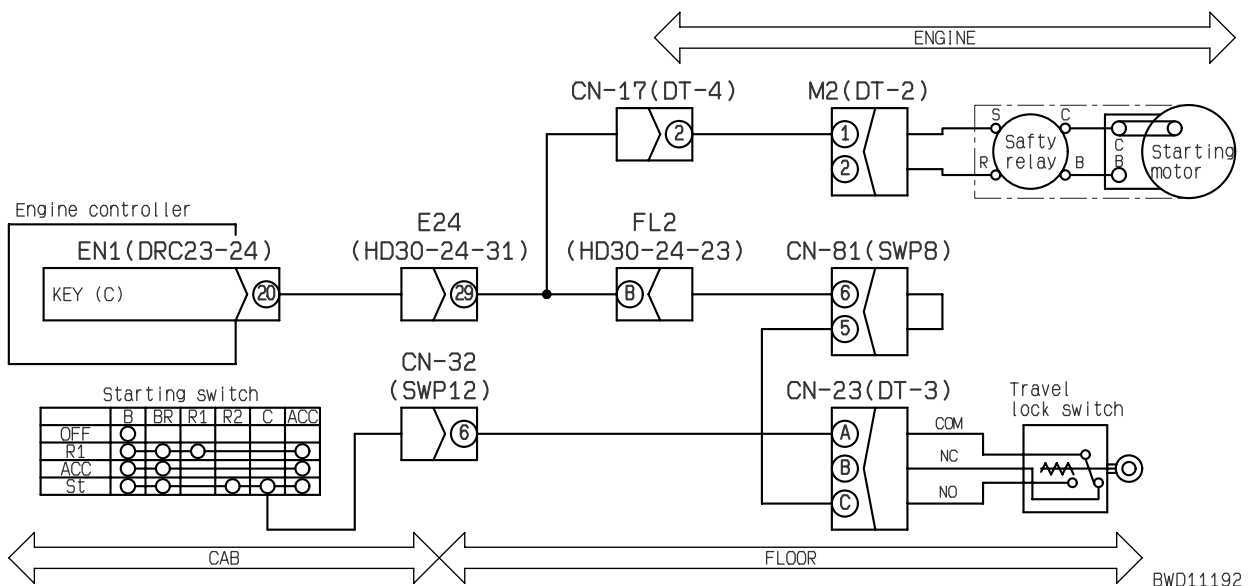 ENGINE
CN-17(DT-4)
M2(DT-2)
2
1
2
S
C
R
B
Safty
relay
C
B
B
Starting
motor
Engine controller
EN1(DRC23-24)
KEY (C)
20
E24
(HD30-24-31)
29
FL2
(HD30-24-23)
B
CN-81(SWP8)
6
5
Starting switch
B BR R1 R2 C ACC
OFF
R1
ACC
St
CN-32
(SWP12)
6
CN-23(DT-3)
A
B
C
COM
NC
NO
Travel
lock switch
CAB
FLOOR
BWD11192